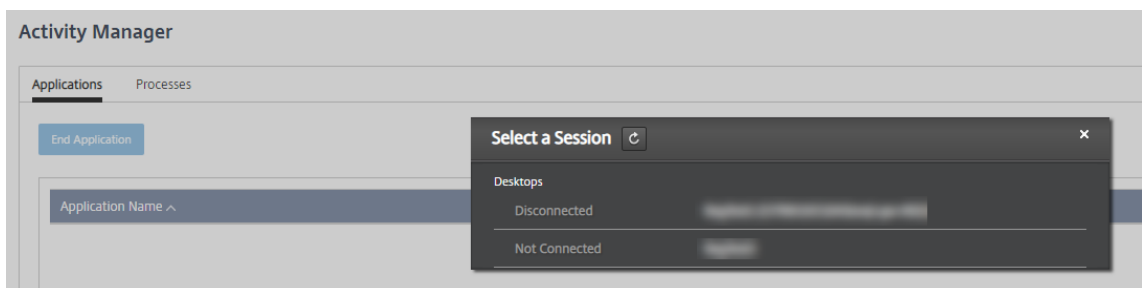 Activity Manager
Applications Processes
End Application
Select a Session
Application Name
Desktops
Disconnected
Not Connected